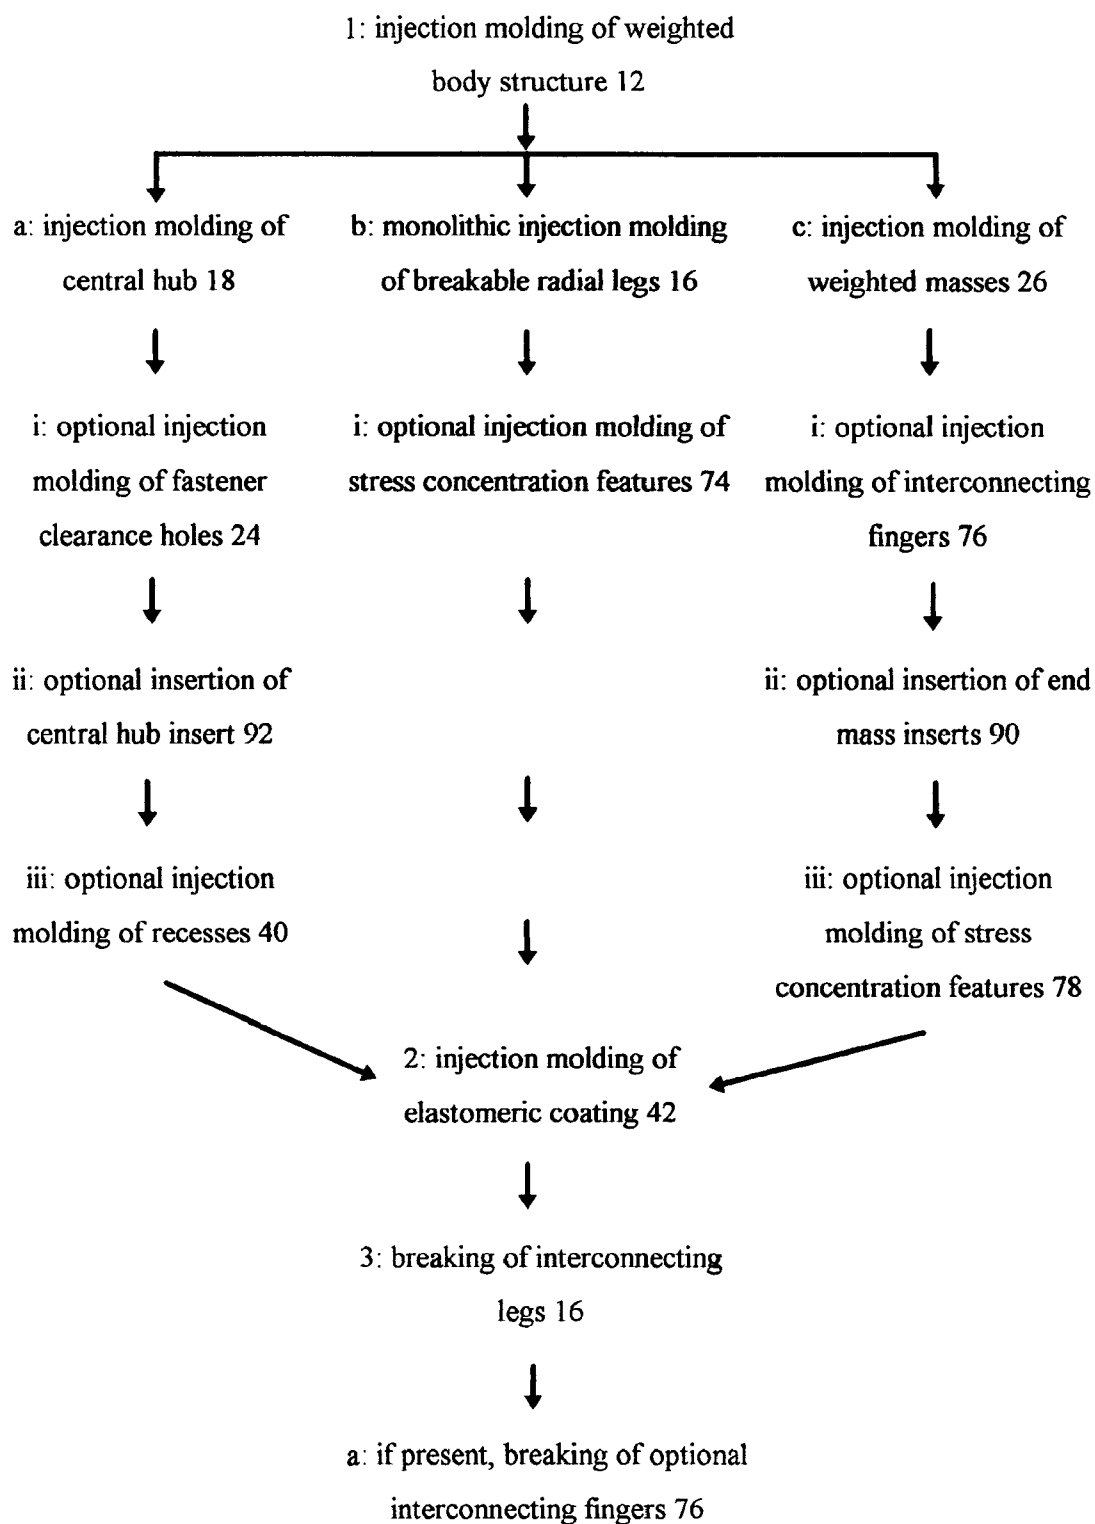 1: injection molding of weighted
body structure 12
a: injection molding of
central hub 18
b: monolithic injection molding
of breakable radial legs 16
c: injection molding of
weighted masses 26
i: optional injection
molding of fastener
clearance holes 24
i: optional injection molding of
stress concentration features 74
i: optional injection
molding of interconnecting
fingers 76
ii: optional insertion of
central hub insert 92
ii: optional insertion of end
mass inserts 90
iii: optional injection
molding of recesses 40
iii: optional injection
molding of stress
concentration features 78
2: injection molding of
elastomeric coating 42
3: breaking of interconnecting
legs 16
a: if present, breaking of optional
interconnecting fingers 76